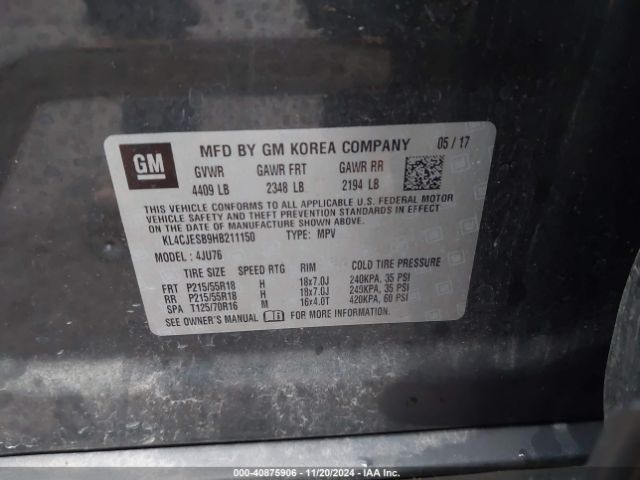 GM
MFD BY GM KOREA COMPANY 05 / 17
GVWR GAWR FRT GAWR RR
4409 LB 2348 LB 2194 LB
THIS VEHICLE CONFORMS TO ALL APPLICABLE U.S. FEDERAL MOTOR
VEHICLE SAFETY AND THEFT PREVENTION STANDARDS IN EFFECT
ON THE DATE OF MANUFACTURE SHOWN ABOVE.
KL4CJESB9HB211150 TYPE: MPV
MODEL : 4JU76
TIRE SIZE SPEED RTG RIM COLD TIRE PRESSURE
FRT P215/55R18 H 18x7.0J 240KPA, 35 PSI
RR P215/55R18 H 18x7.0J 240KPA, 35 PSI
SPA T125/70R16 M 16x4.0T 420KPA, 60 PSI
SEE OWNER'S MANUAL FOR MORE INFORMATION.
000-40875906 - 11/20/2024 - IAAI.com